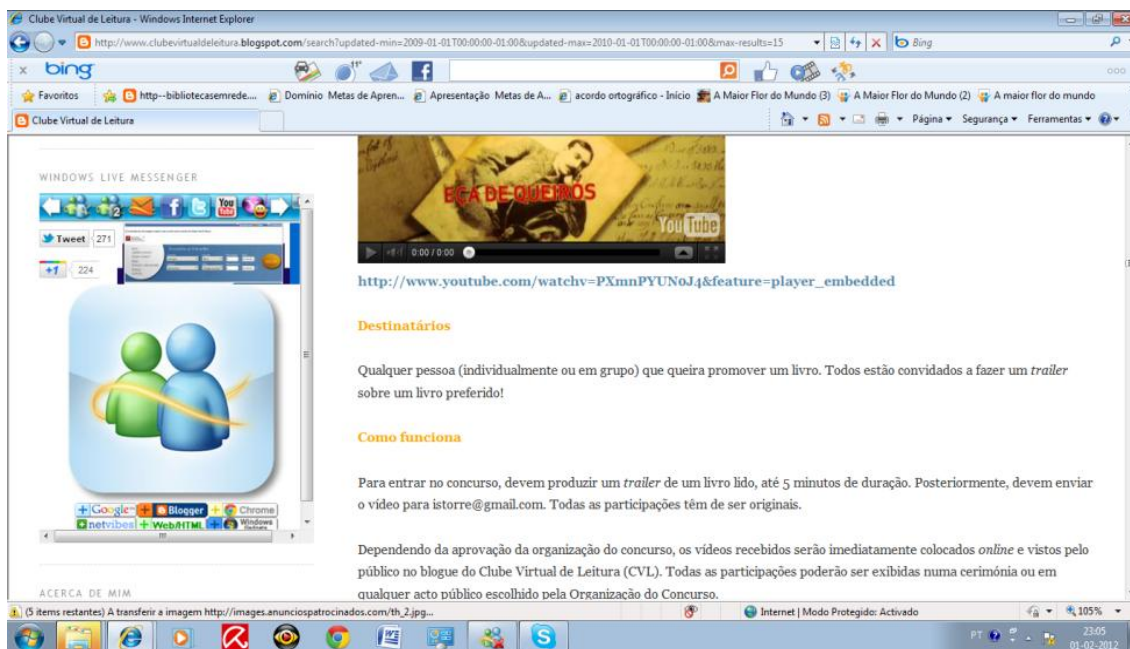 Clube Virtual de Leitura - Windows Internet Explorer
http://www.clubevirtualdeleitura.blogspot.com/search?updated-min=2009-01-01T00:00:00-01:00&updated-max=2010-01-01T00:00:00-01:00&max-results=15
Bing
bing
Favoritos http--bibliotecasemrede.... Domínio Metas de Apren... Apresentação Metas de A... acordo ortográfico - Início A Maior Flor do Mundo (3) A Maior Flor do Mundo (2) A maior flor do mundo
Clube Virtual de Leitura
Página Segurança Ferramentas
WINDOWS LIVE MESSENGER
You Tube
Tweet 271
+1 224
+ Google + Blogger + Chrome
netvibes + Web/HTML + Windows
ACERCA DE MIM
EÇA DE QUEIRÓS
YouTube
0:00 / 0:00
http://www.youtube.com/watchv=PXmnPYUN0J4&feature=player_embedded
Destinatários
Qualquer pessoa (individualmente ou em grupo) que queira promover um livro. Todos estão convidados a fazer um trailer
sobre um livro preferido!
Como funciona
Para entrar no concurso, devem produzir um trailer de um livro lido, até 5 minutos de duração. Posteriormente, devem enviar
o vídeo para istorre@gmail.com. Todas as participações têm de ser originais.
Dependendo da aprovação da organização do concurso, os vídeos recebidos serão imediatamente colocados online e vistos pelo
público no blogue do Clube Virtual de Leitura (CVL). Todas as participações poderão ser exibidas numa cerimónia ou em
qualquer acto público escolhido pela Organização do Concurso.
(5 items restantes) A transferir a imagem http://images.anunciospatrocinados.com/th_2.jpg...
Internet | Modo Protegido: Activado
105%
PT
23:05
01-02-2012